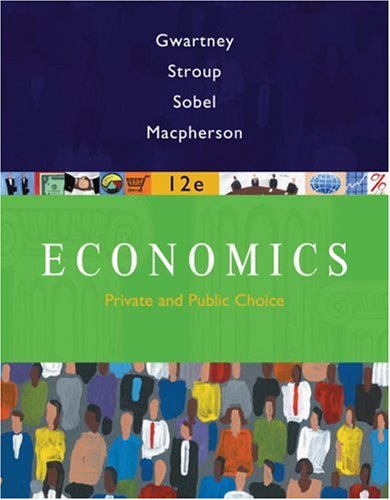 Gwartney
Stroup
Sobel
Macpherson
12e
ECONOMICS
Private and Public Choice